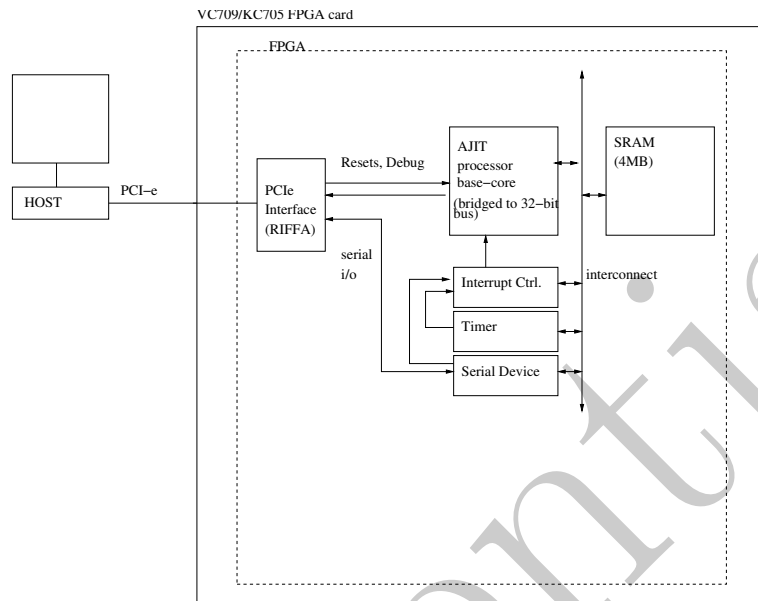 VC709/KC705 FPGA card
FPGA
HOST
PCI-e
PCIe
Interface
(RIFFA)
Resets, Debug
serial
i/o
AJIT
processor
base-core
(bridged to 32-bit
bus)
SRAM
(4MB)
Interrupt Ctrl.
Timer
Serial Device
interconnect